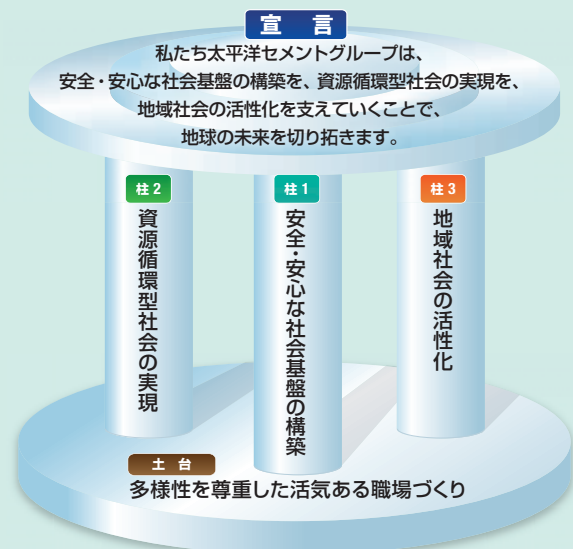 宣言
私たち太平洋セメントグループは、
安全・安心な社会基盤の構築を、資源循環型社会の実現を、
地域社会の活性化を支えていくことで、
地球の未来を切り拓きます。
柱2
資源循環型社会の実現
柱1
安全・安心な社会基盤の構築
柱3
地域社会の活性化
土台
多様性を尊重した活気ある職場づくり